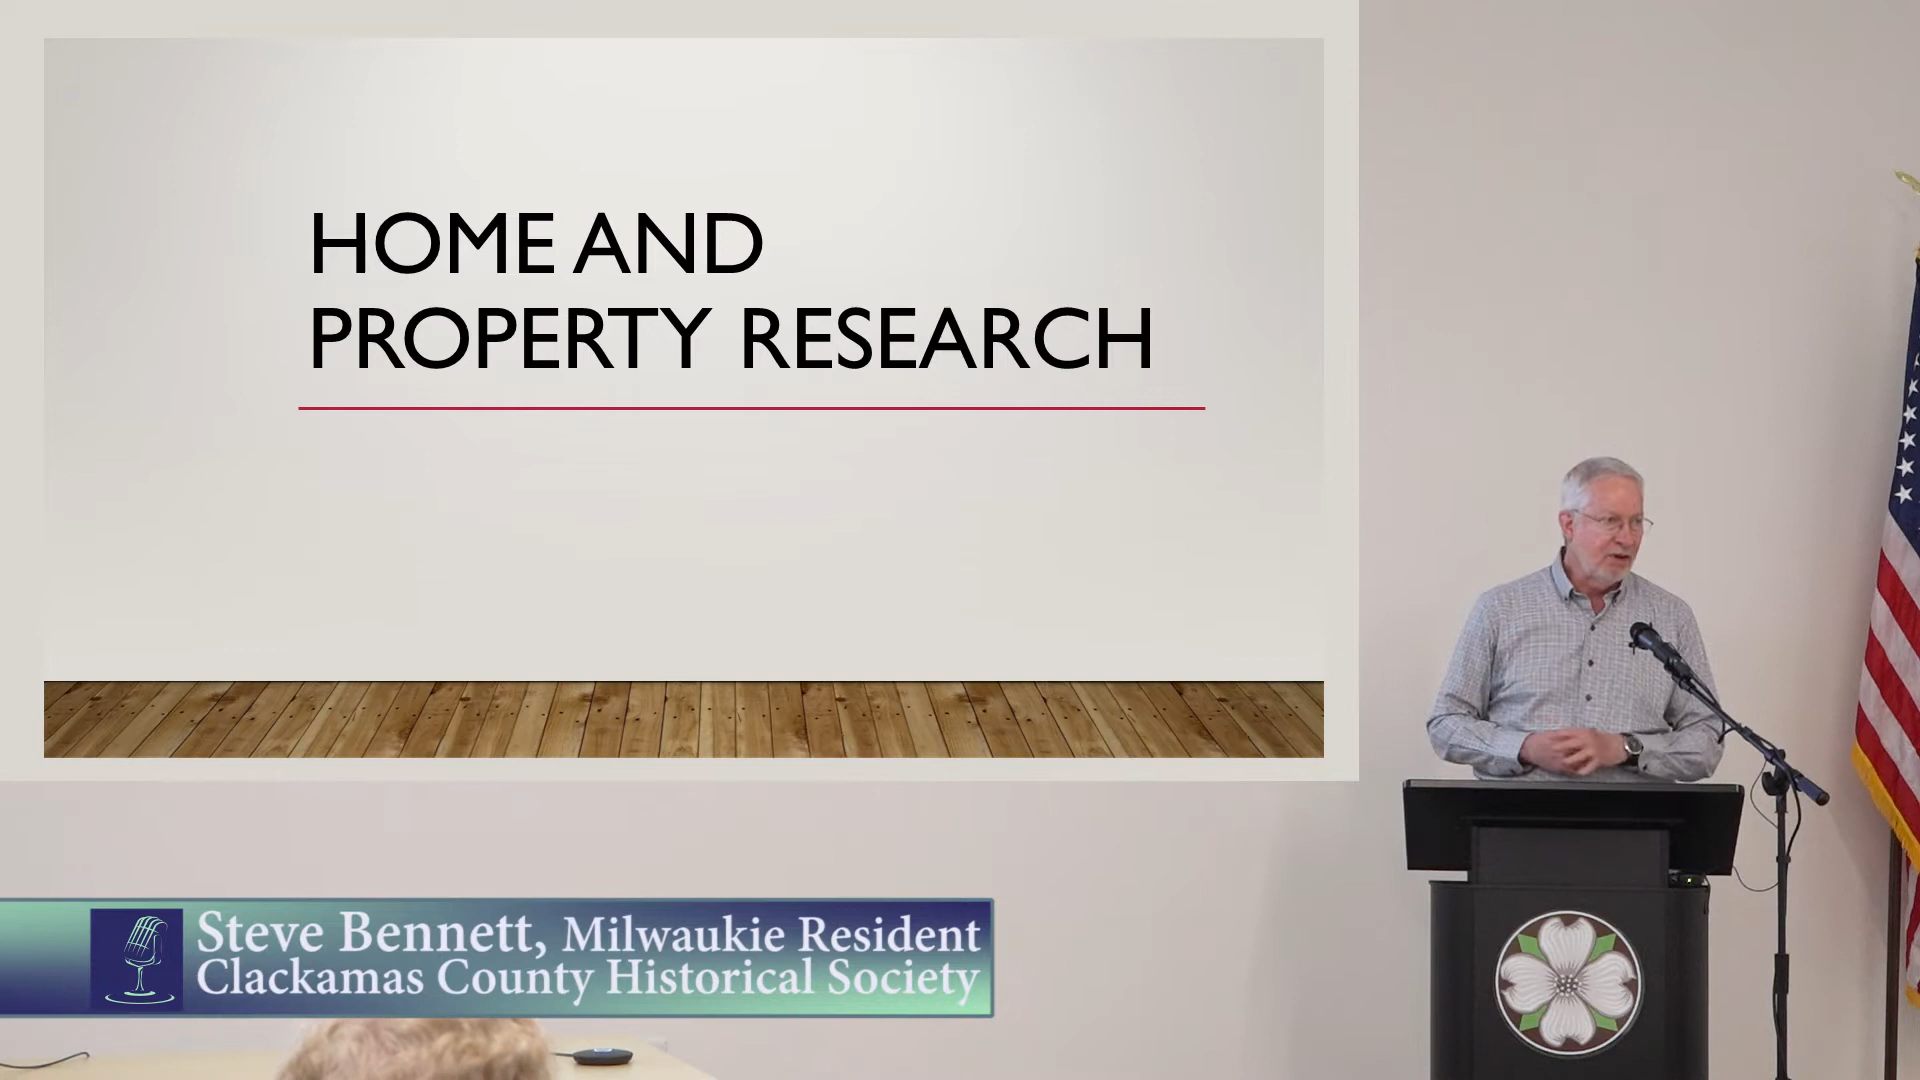 HOME AND
PROPERTY RESEARCH
Steve Bennett, Milwaukie Resident
Clackamas County Historical Society